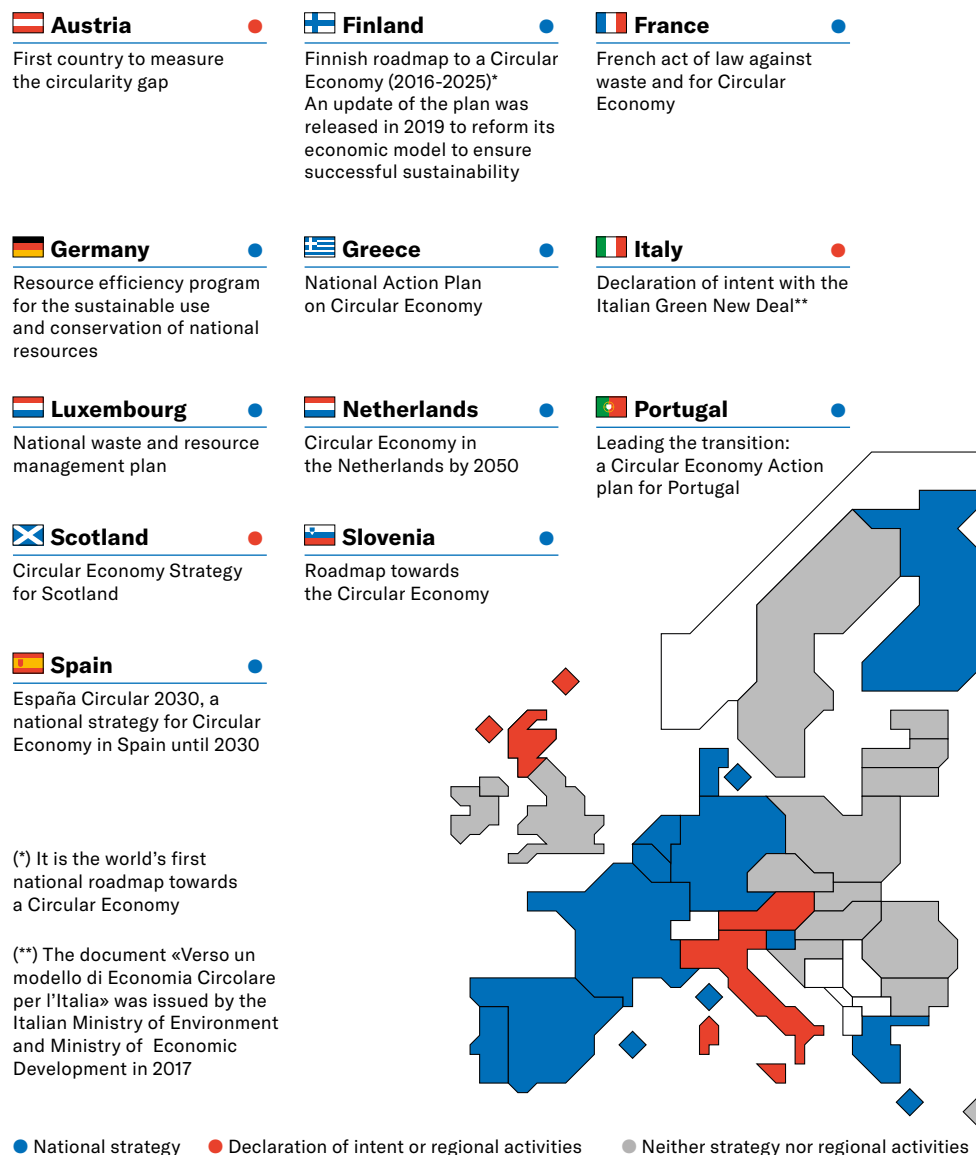 Austria
First country to measure
the circularity gap
Finland
Finnish roadmap to a Circular
Economy (2016-2025)*
An update of the plan was
released in 2019 to reform its
economic model to ensure
successful sustainability
France
French act of law against
waste and for Circular
Economy
Germany
Resource efficiency program
for the sustainable use
and conservation of national
resources
Greece
National Action Plan
on Circular Economy
Italy
Declaration of intent with the
Italian Green New Deal**
Luxembourg
National waste and resource
management plan
Netherlands
Circular Economy in
the Netherlands by 2050
Portugal
Leading the transition:
a Circular Economy Action
plan for Portugal
Scotland
Circular Economy Strategy
for Scotland
Slovenia
Roadmap towards
the Circular Economy
Spain
España Circular 2030, a
national strategy for Circular
Economy in Spain until 2030
(*) It is the world's first
national roadmap towards
a Circular Economy
(**) The document «Verso un
modello di Economia Circolare
per l'Italia» was issued by the
Italian Ministry of Environment
and Ministry of Economic
Development in 2017
National strategy
Declaration of intent or regional activities
Neither strategy nor regional activities